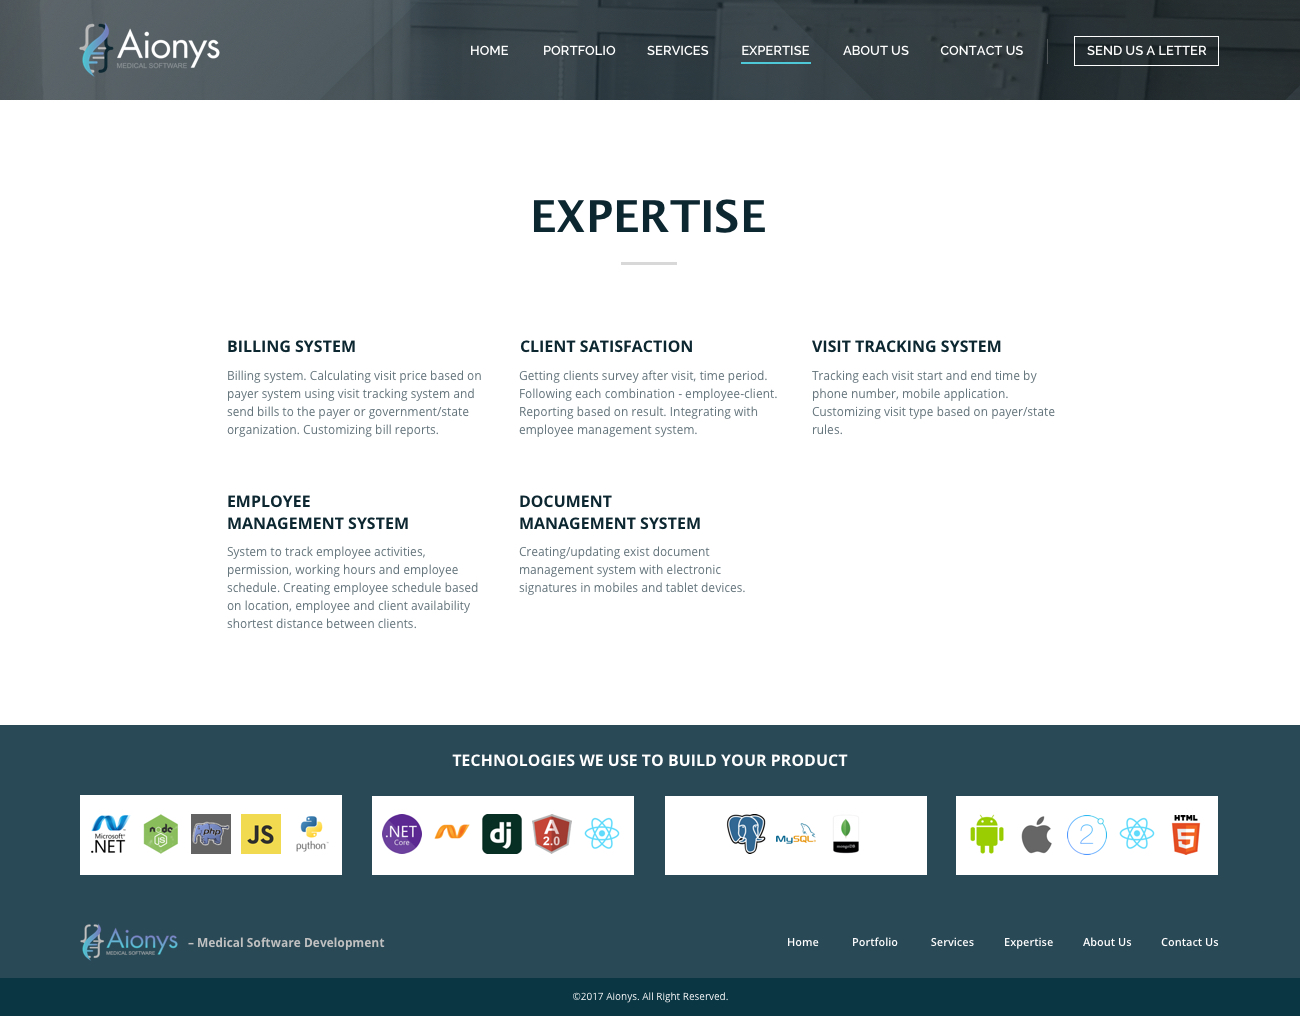 Aionys
MEDICAL SOFTWARE
HOME PORTFOLIO SERVICES EXPERTISE ABOUT US CONTACT US SEND US A LETTER
EXPERTISE
BILLING SYSTEM
Billing system. Calculating visit price based on
payer system using visit tracking system and
send bills to the payer or government/state
organization. Customizing bill reports.
CLIENT SATISFACTION
Getting clients survey after visit, time period.
Following each combination - employee-client.
Reporting based on result. Integrating with
employee management system.
VISIT TRACKING SYSTEM
Tracking each visit start and end time by
phone number, mobile application.
Customizing visit type based on payer/state
rules.
EMPLOYEE
MANAGEMENT SYSTEM
System to track employee activities,
permission, working hours and employee
schedule. Creating employee schedule based
on location, employee and client availability
shortest distance between clients.
DOCUMENT
MANAGEMENT SYSTEM
Creating/updating exist document
management system with electronic
signatures in mobiles and tablet devices.
TECHNOLOGIES WE USE TO BUILD YOUR PRODUCT
Microsoft®
.NET
node
JS
php
JS
python™
.NET
Core
dj
A
2.0
MySQL
mongoDB
2
HTML
5
Aionys
MEDICAL SOFTWARE
– Medical Software Development
Home Portfolio Services Expertise About Us Contact Us
©2017 Aionys. All Right Reserved.